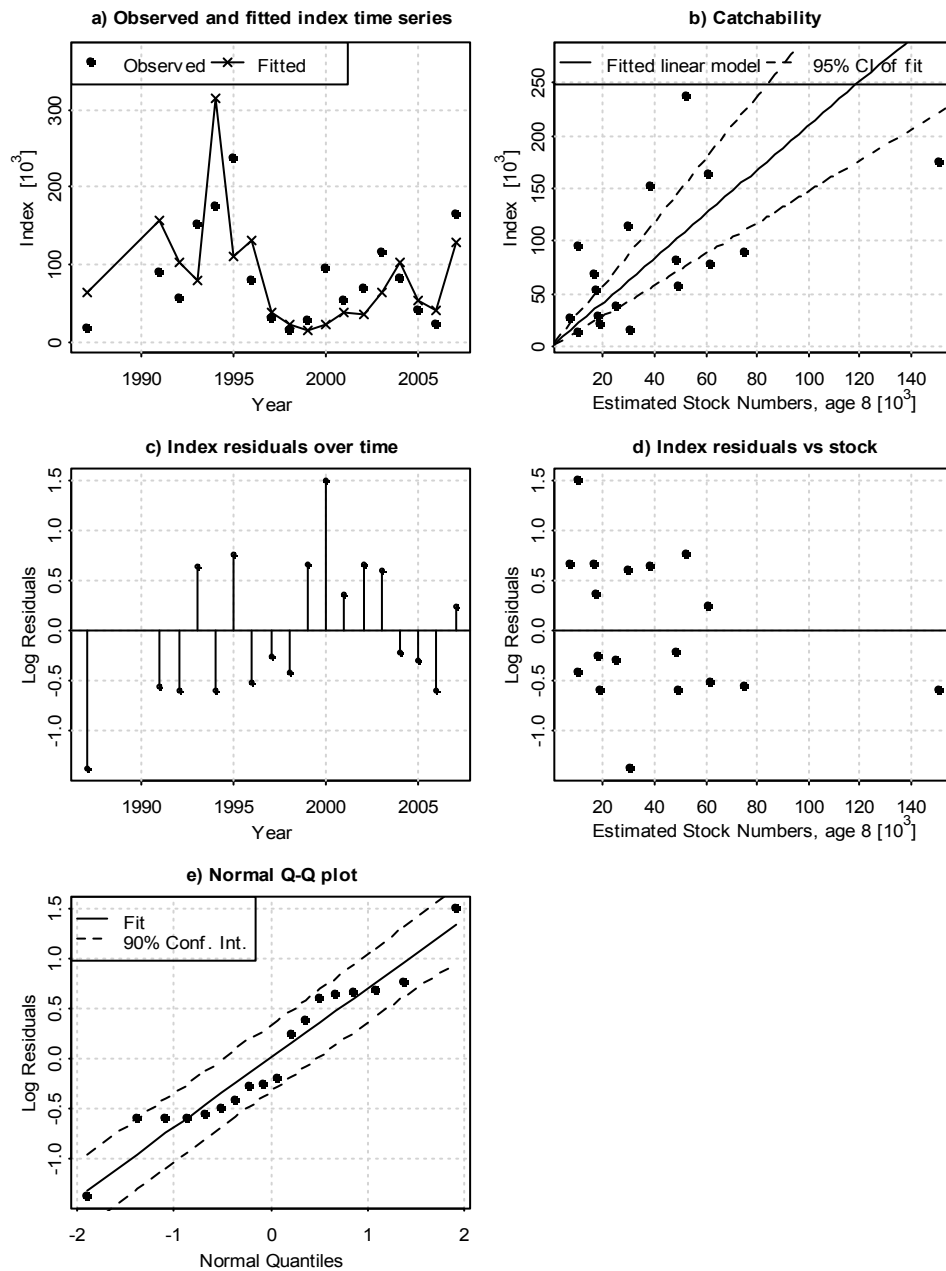 a) Observed and fitted index time series
Observed Fitted
300
200
100
0
Index [10³]
1990 1995 2000 2005
Year
b) Catchability
Fitted linear model 95% CI of fit
250
200
150
100
50
0
Index [10³]
20 40 60 80 100 120 140
Estimated Stock Numbers, age 8 [10³]
c) Index residuals over time
1.5
1.0
0.5
0.0
-0.5
-1.0
Log Residuals
1990 1995 2000 2005
Year
d) Index residuals vs stock
1.5
1.0
0.5
0.0
-0.5
-1.0
Log Residuals
20 40 60 80 100 120 140
Estimated Stock Numbers, age 8 [10³]
e) Normal Q-Q plot
Fit
90% Conf. Int.
1.5
1.0
0.5
0.0
-0.5
-1.0
Log Residuals
-2 -1 0 1 2
Normal Quantiles